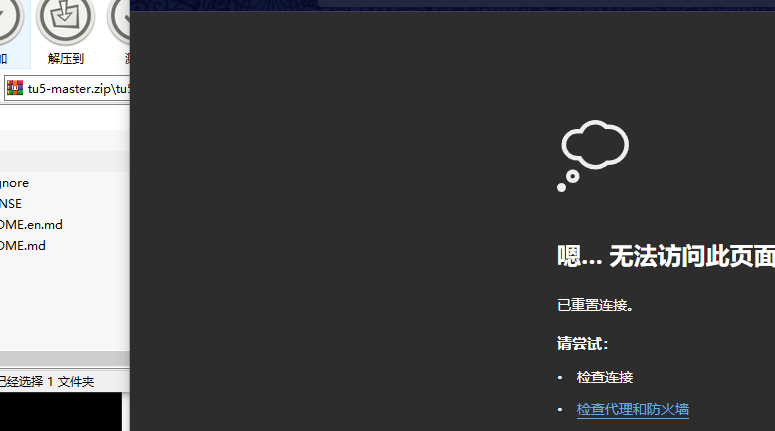 加
解压到
tu5-master.zip\tu5
gnore
NSE
OME.en.md
OME.md
已经选择 1 文件夹
嗯... 无法访问此页面
已重置连接。
请尝试：
• 检查连接
• 检查代理和防火墙